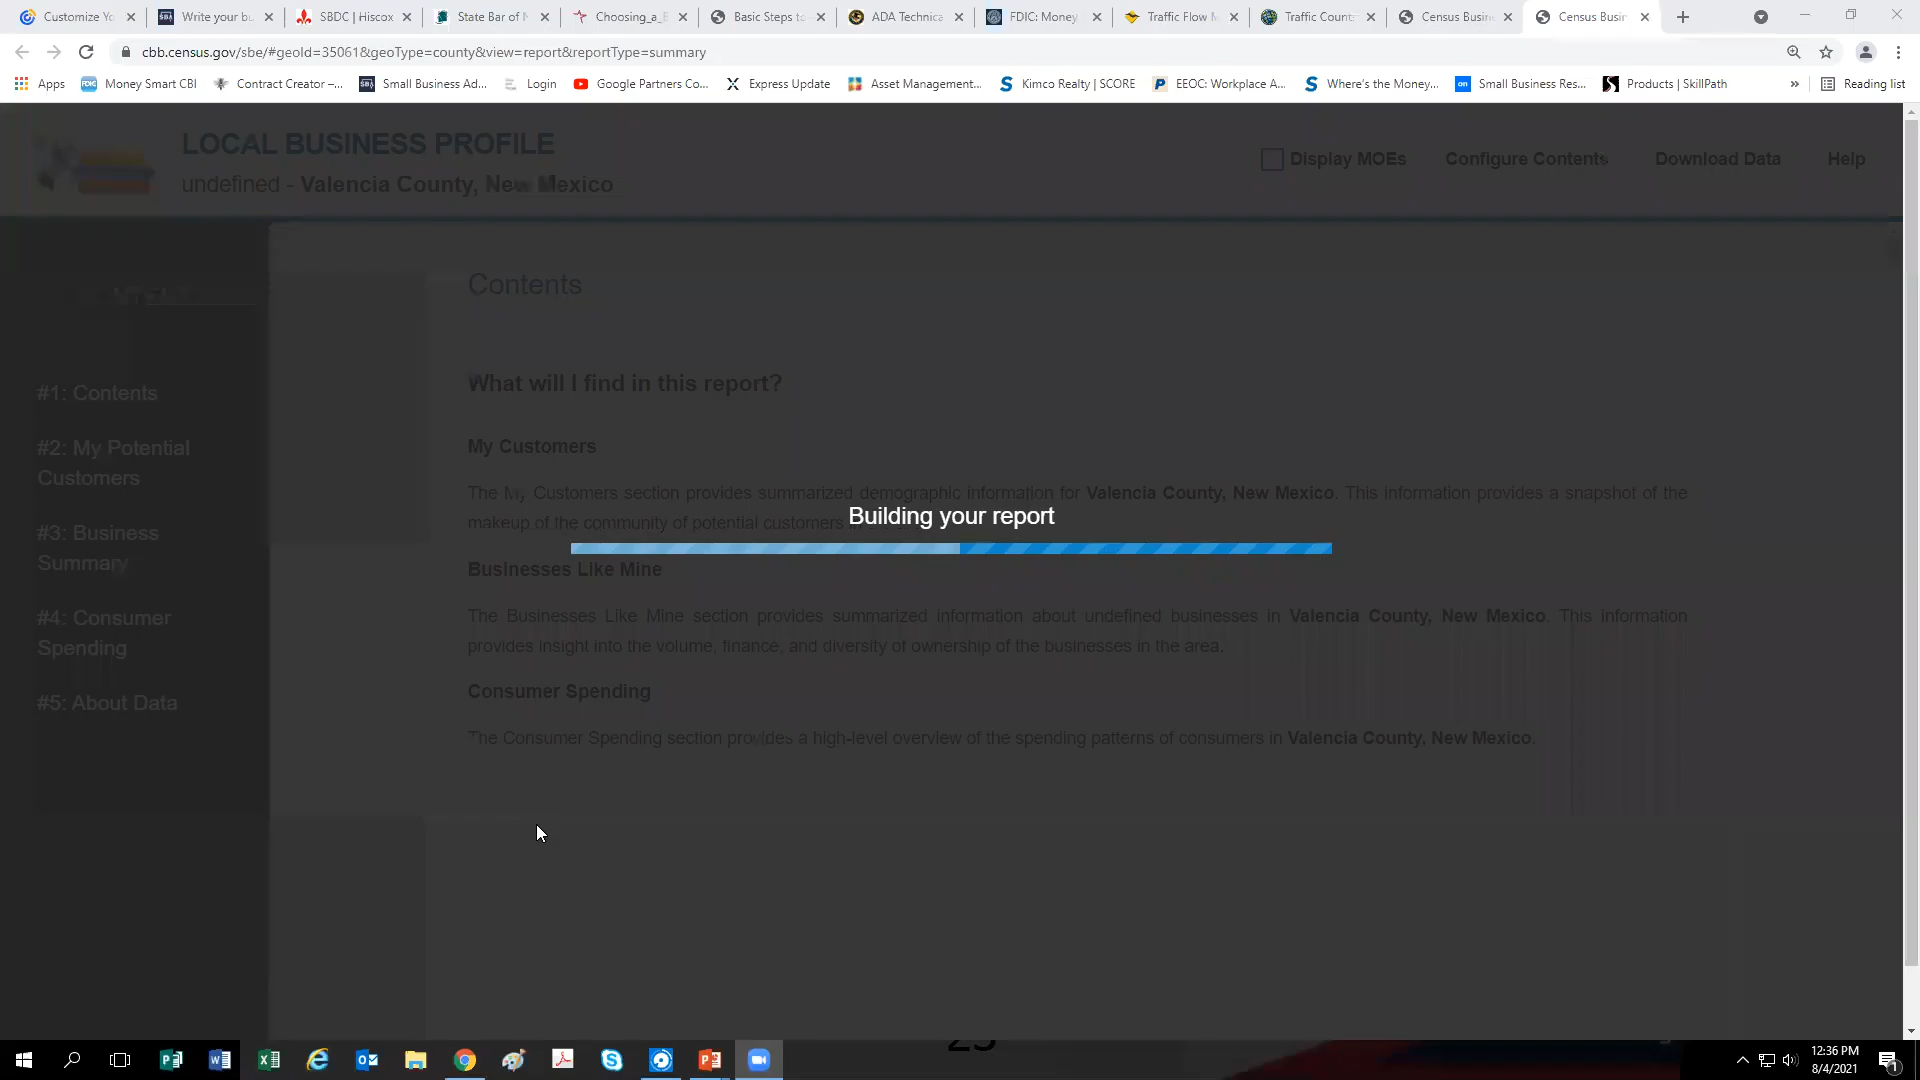 Customize Yo
Write your bu
SBDC | Hiscox
State Bar of N
Choosing_a_E
Basic Steps to
ADA Technica
FDIC: Money
Traffic Flow M
Traffic Count
Census Busin
Census Busin
cbb.census.gov/sbe/#geoId=35061&geoType=county&view=report&reportType=summary
Apps
Money Smart CBI
Contract Creator –...
Small Business Ad...
Login
Google Partners Co...
Express Update
Asset Management...
Kimco Realty | SCORE
EEOC: Workplace A...
Where's the Money...
Small Business Res...
Products | SkillPath
»
Reading list
LOCAL BUSINESS PROFILE
undefined - Valencia County, New Mexico
Display MOEs
Configure Contents
Download Data
Help
Contents
#1: Contents
#2: My Potential
Customers
#3: Business
Summary
#4: Consumer
Spending
#5: About Data
What will I find in this report?
My Customers
The My Customers section provides summarized demographic information for Valencia County, New Mexico. This information provides a snapshot of the
makeup of the community of potential customers
Building your report
Businesses Like Mine
The Businesses Like Mine section provides summarized information about undefined businesses in Valencia County, New Mexico. This information
provides insight into the volume, finance, and diversity of ownership of the businesses in the area.
Consumer Spending
The Consumer Spending section provides a high-level overview of the spending patterns of consumers in Valencia County, New Mexico.
12:36 PM
8/4/2021